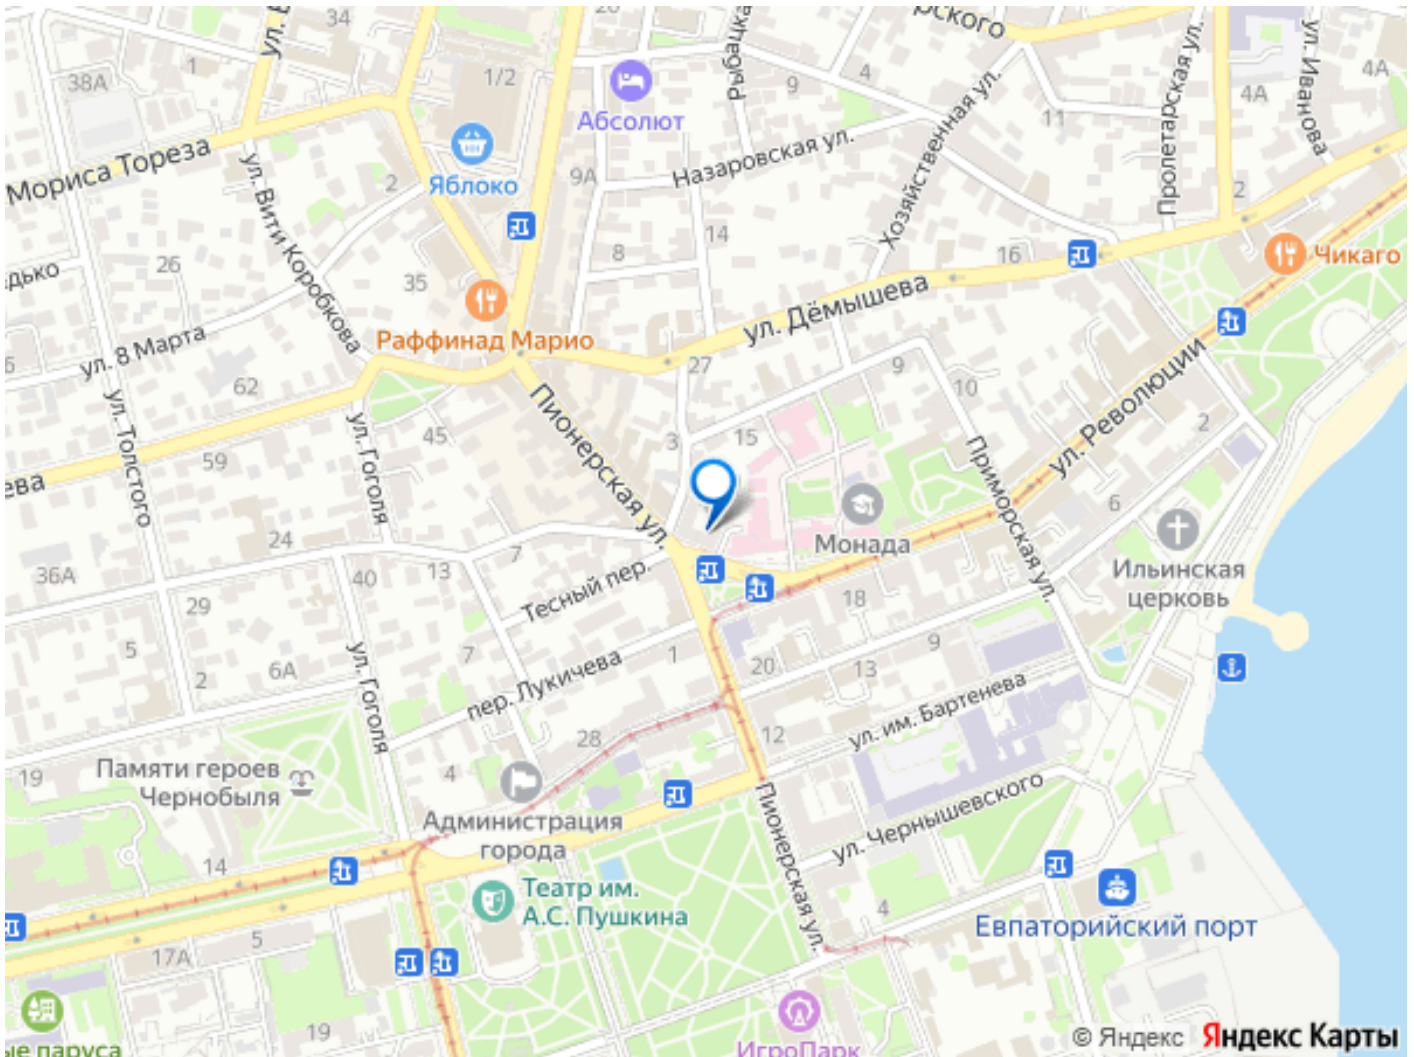 рского
38А
1
34
1/2
Рыбацка
9
4
11
Абсолют
ул. Иванова
4А
4А
Пролетарская ул.
Хозяйственная ул.
Мориса Тореза
ул. Вити Коробкова
2
Яблоко
9А
Назаровская ул.
2
14
8
16
Чикаго
дько
26
35
Раффинад Марио
ул. Дёмышева
ул. 8 Марта
62
27
9
10
ул. Революции
2
ул. Толстого
59
ул. Гоголя
45
Пионерская ул.
3
15
Приморская ул.
6
ева
24
7
Монада
Ильинская
церковь
36А
40
13
Тесный пер.
29
18
5
2
6А
ул. Гоголя
7
пер. Лукичева
1
20
13
9
ул. им. Бартенева
28
12
19
Памяти героев
Чернобыля
4
Администрация
города
Пионерская ул.
ул. Чернышевского
14
Театр им.
А.С. Пушкина
4
Евпаторийский порт
5
17А
19
ые паруса
ИгроПарк
© Яндекс Яндекс Карты